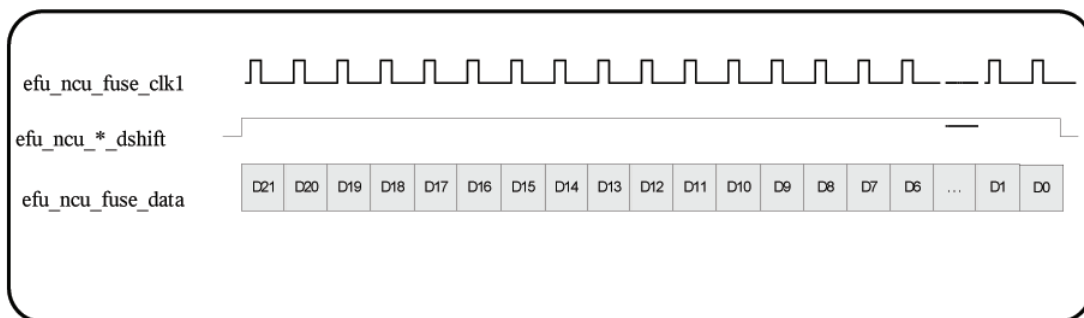 efu_ncu_fuse_clk1
efu_ncu_*_dshift
efu_ncu_fuse_data D21 D20 D19 D18 D17 D16 D15 D14 D13 D12 D11 D10 D9 D8 D7 D6 ... D1 D0